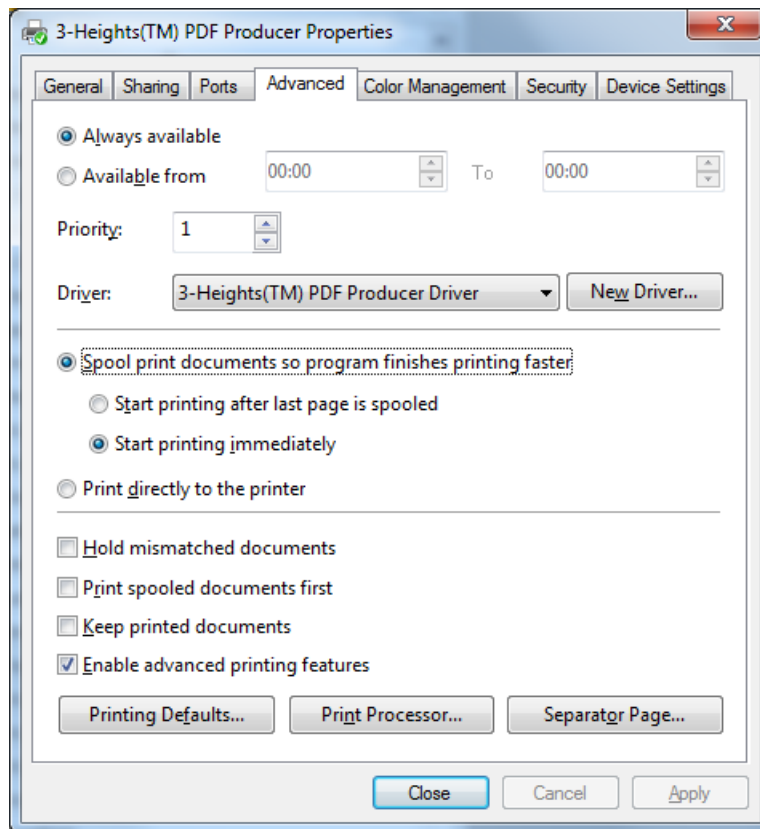 3-Heights(TM) PDF Producer Properties
General Sharing Ports Advanced Color Management Security Device Settings
Always available
Available from 00:00 To 00:00
Priority: 1
Driver: 3-Heights(TM) PDF Producer Driver New Driver...
Spool print documents so program finishes printing faster
Start printing after last page is spooled
Start printing immediately
Print directly to the printer
Hold mismatched documents
Print spooled documents first
Keep printed documents
Enable advanced printing features
Printing Defaults... Print Processor... Separator Page...
Close Cancel Apply